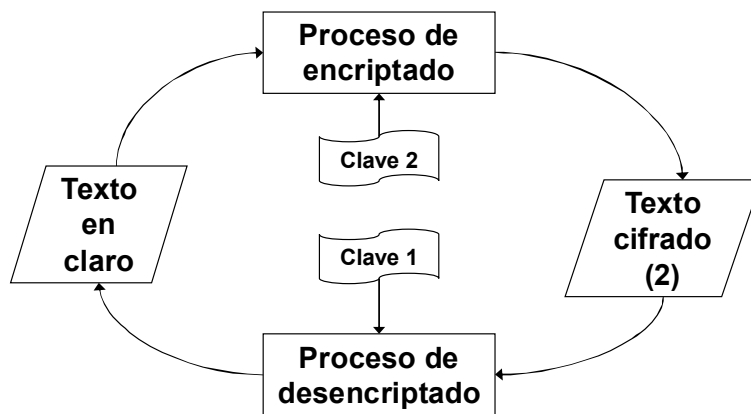 Proceso de
encriptado
Clave 2
Texto
en
claro
Texto
cifrado
(2)
Clave 1
Proceso de
desencriptado